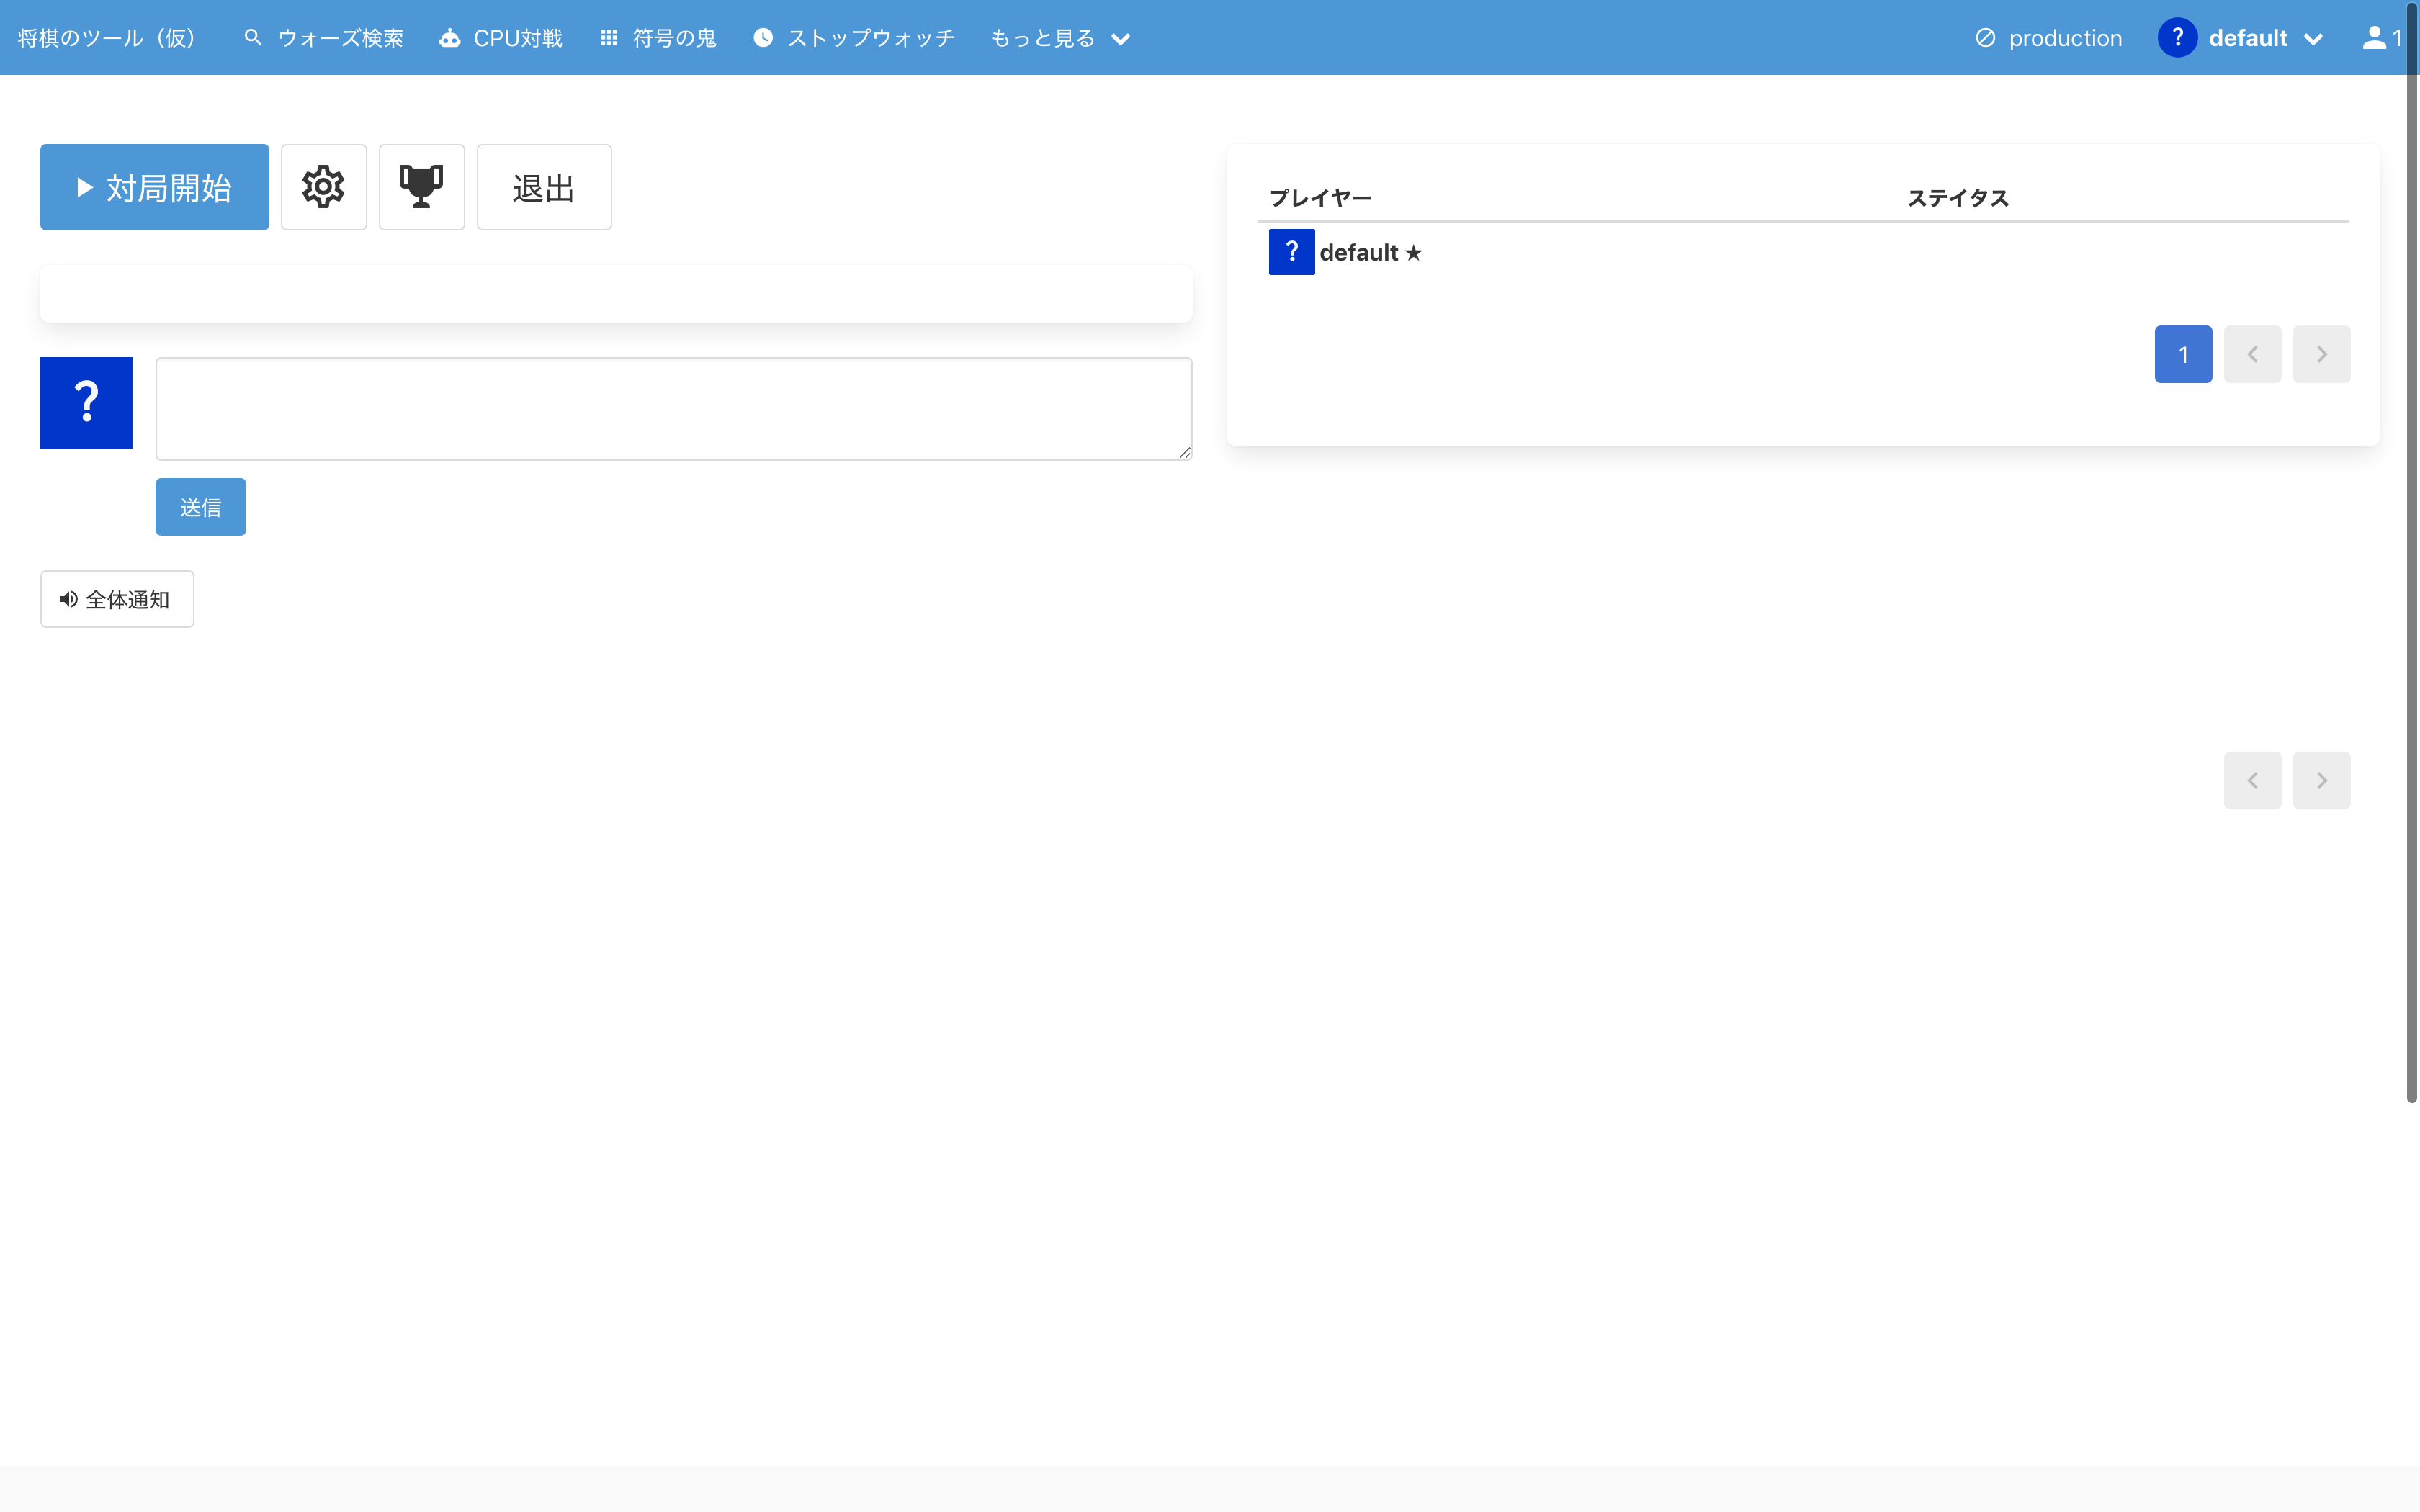 将棋のツール（仮） ウォーズ検索 CPU対戦 符号の鬼 ストップウォッチ もっと見る production ? default 1
対局開始 退出
プレイヤー ステイタス
? default ★
1
?
送信
全体通知